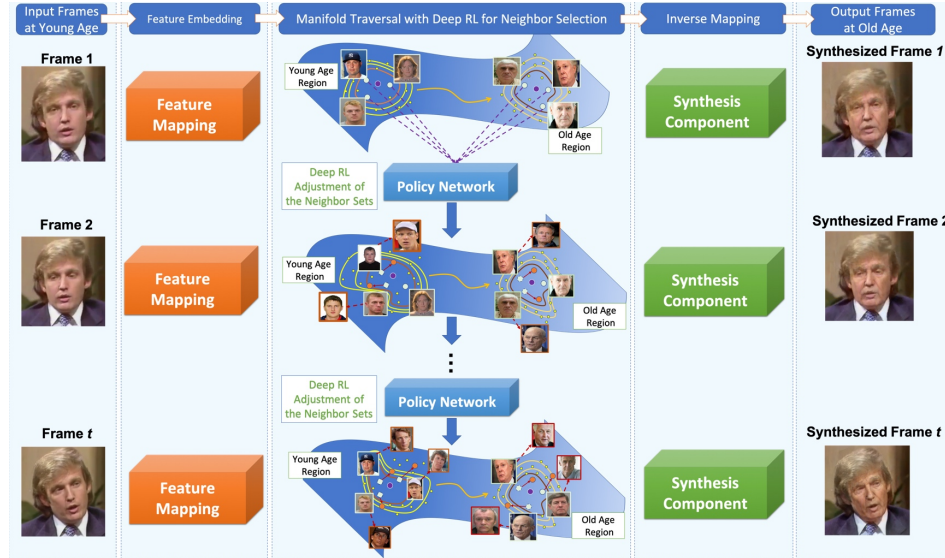 Input Frames
at Young Age
Feature Embedding
Manifold Traversal with Deep RL for Neighbor Selection
Inverse Mapping
Output Frames
at Old Age
Frame 1
Feature
Mapping
Young Age
Region
Old Age
Region
Synthesis
Component
Synthesized Frame 1
Deep RL
Adjustment of
the Neighbor Sets
Policy Network
Frame 2
Feature
Mapping
Young Age
Region
Old Age
Region
Synthesis
Component
Synthesized Frame 2
Deep RL
Adjustment of
the Neighbor Sets
Policy Network
Frame t
Feature
Mapping
Young Age
Region
Old Age
Region
Synthesis
Component
Synthesized Frame t